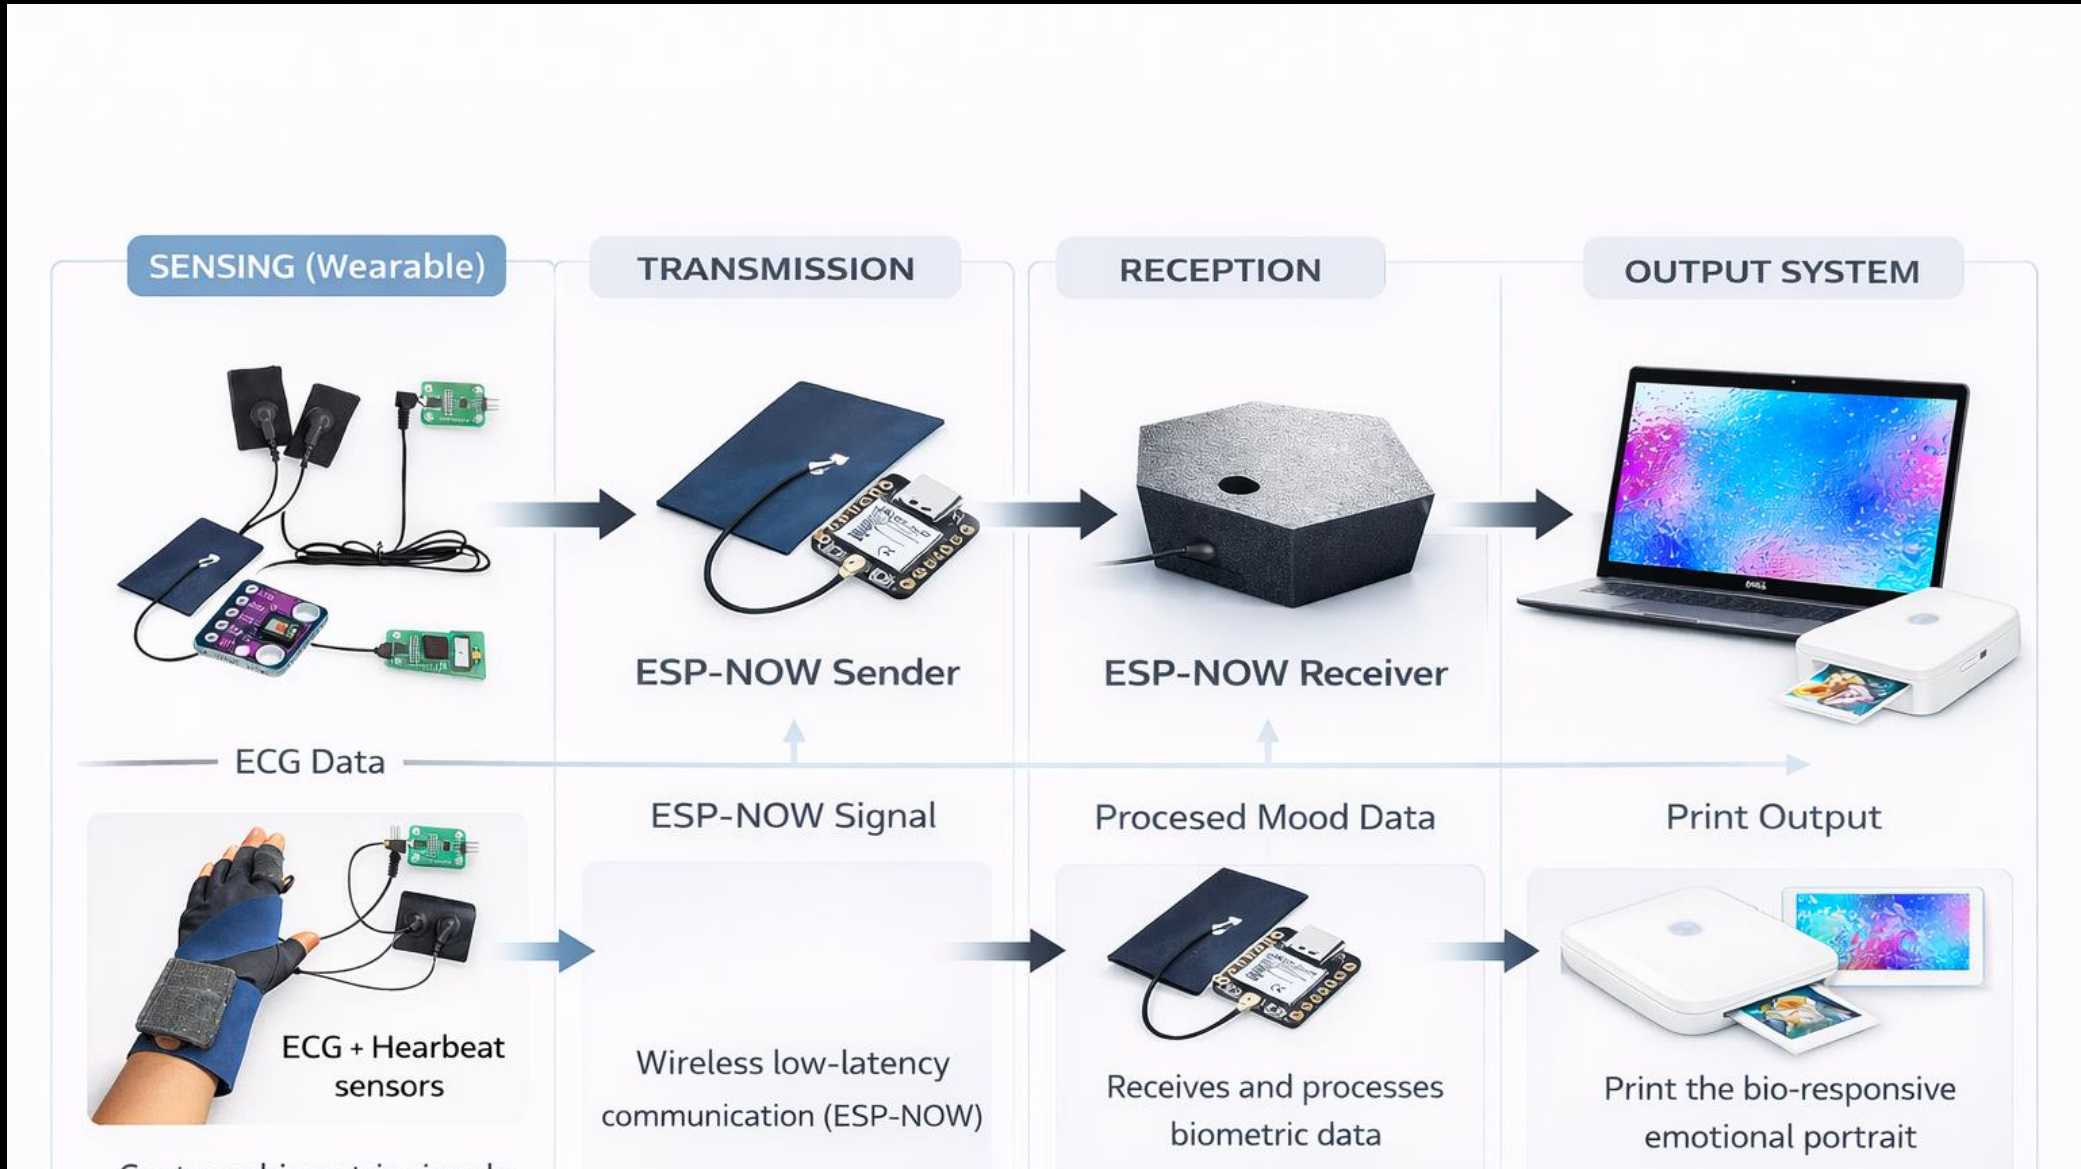 SENSING (Wearable)
TRANSMISSION
RECEPTION
OUTPUT SYSTEM
ESP-NOW Sender
ESP-NOW Receiver
ECG Data
ESP-NOW Signal
Procesed Mood Data
Print Output
ECG + Hearbeat
sensors
Wireless low-latency
communication (ESP-NOW)
Receives and processes
biometric data
Print the bio-responsive
emotional portrait